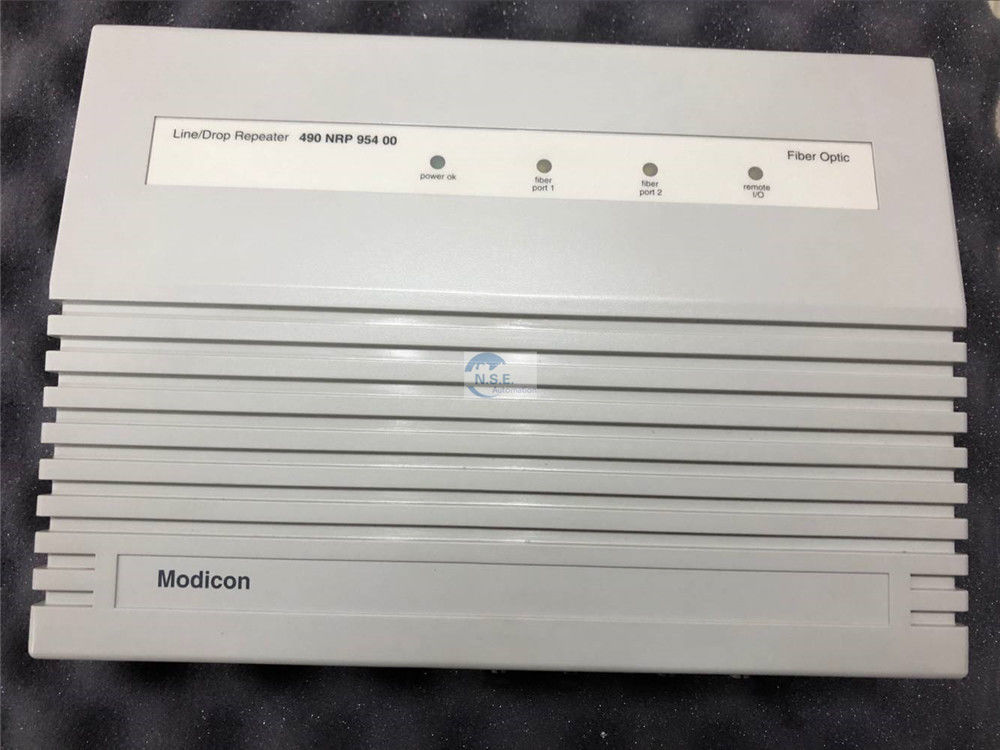 Line/Drop Repeater 490 NRP 954 00
Fiber Optic
power ok
fiber
port 1
fiber
port 2
remote
I/O
N.S.E.
Automation
Modicon